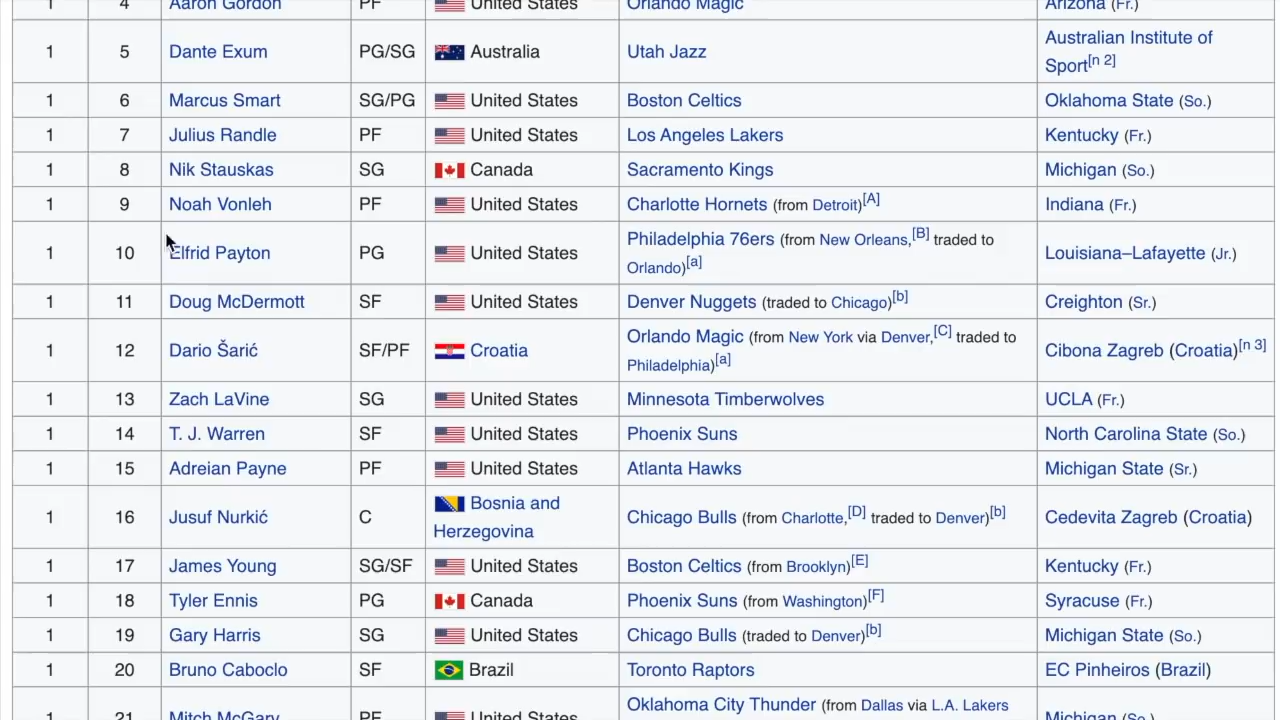 1 4 Aaron Gordon PF United States Orlando Magic Arizona (Fr.)
1 5 Dante Exum PG/SG Australia Utah Jazz Australian Institute of
Sport[n 2]
1 6 Marcus Smart SG/PG United States Boston Celtics Oklahoma State (So.)
1 7 Julius Randle PF United States Los Angeles Lakers Kentucky (Fr.)
1 8 Nik Stauskas SG Canada Sacramento Kings Michigan (So.)
1 9 Noah Vonleh PF United States Charlotte Hornets (from Detroit)[A] Indiana (Fr.)
1 10 Elfrid Payton PG United States Philadelphia 76ers (from New Orleans,[B] traded to
Orlando)[a] Louisiana–Lafayette (Jr.)
1 11 Doug McDermott SF United States Denver Nuggets (traded to Chicago)[b] Creighton (Sr.)
1 12 Dario Šarić SF/PF Croatia Orlando Magic (from New York via Denver,[C] traded to
Philadelphia)[a] Cibona Zagreb (Croatia)[n 3]
1 13 Zach LaVine SG United States Minnesota Timberwolves UCLA (Fr.)
1 14 T. J. Warren SF United States Phoenix Suns North Carolina State (So.)
1 15 Adreian Payne PF United States Atlanta Hawks Michigan State (Sr.)
1 16 Jusuf Nurkić C Bosnia and
Herzegovina Chicago Bulls (from Charlotte,[D] traded to Denver)[b] Cedevita Zagreb (Croatia)
1 17 James Young SG/SF United States Boston Celtics (from Brooklyn)[E] Kentucky (Fr.)
1 18 Tyler Ennis PG Canada Phoenix Suns (from Washington)[F] Syracuse (Fr.)
1 19 Gary Harris SG United States Chicago Bulls (traded to Denver)[b] Michigan State (So.)
1 20 Bruno Caboclo SF Brazil Toronto Raptors EC Pinheiros (Brazil)
1 21 Mitch McGary PF United States Oklahoma City Thunder (from Dallas via L.A. Lakers Michigan (So.)